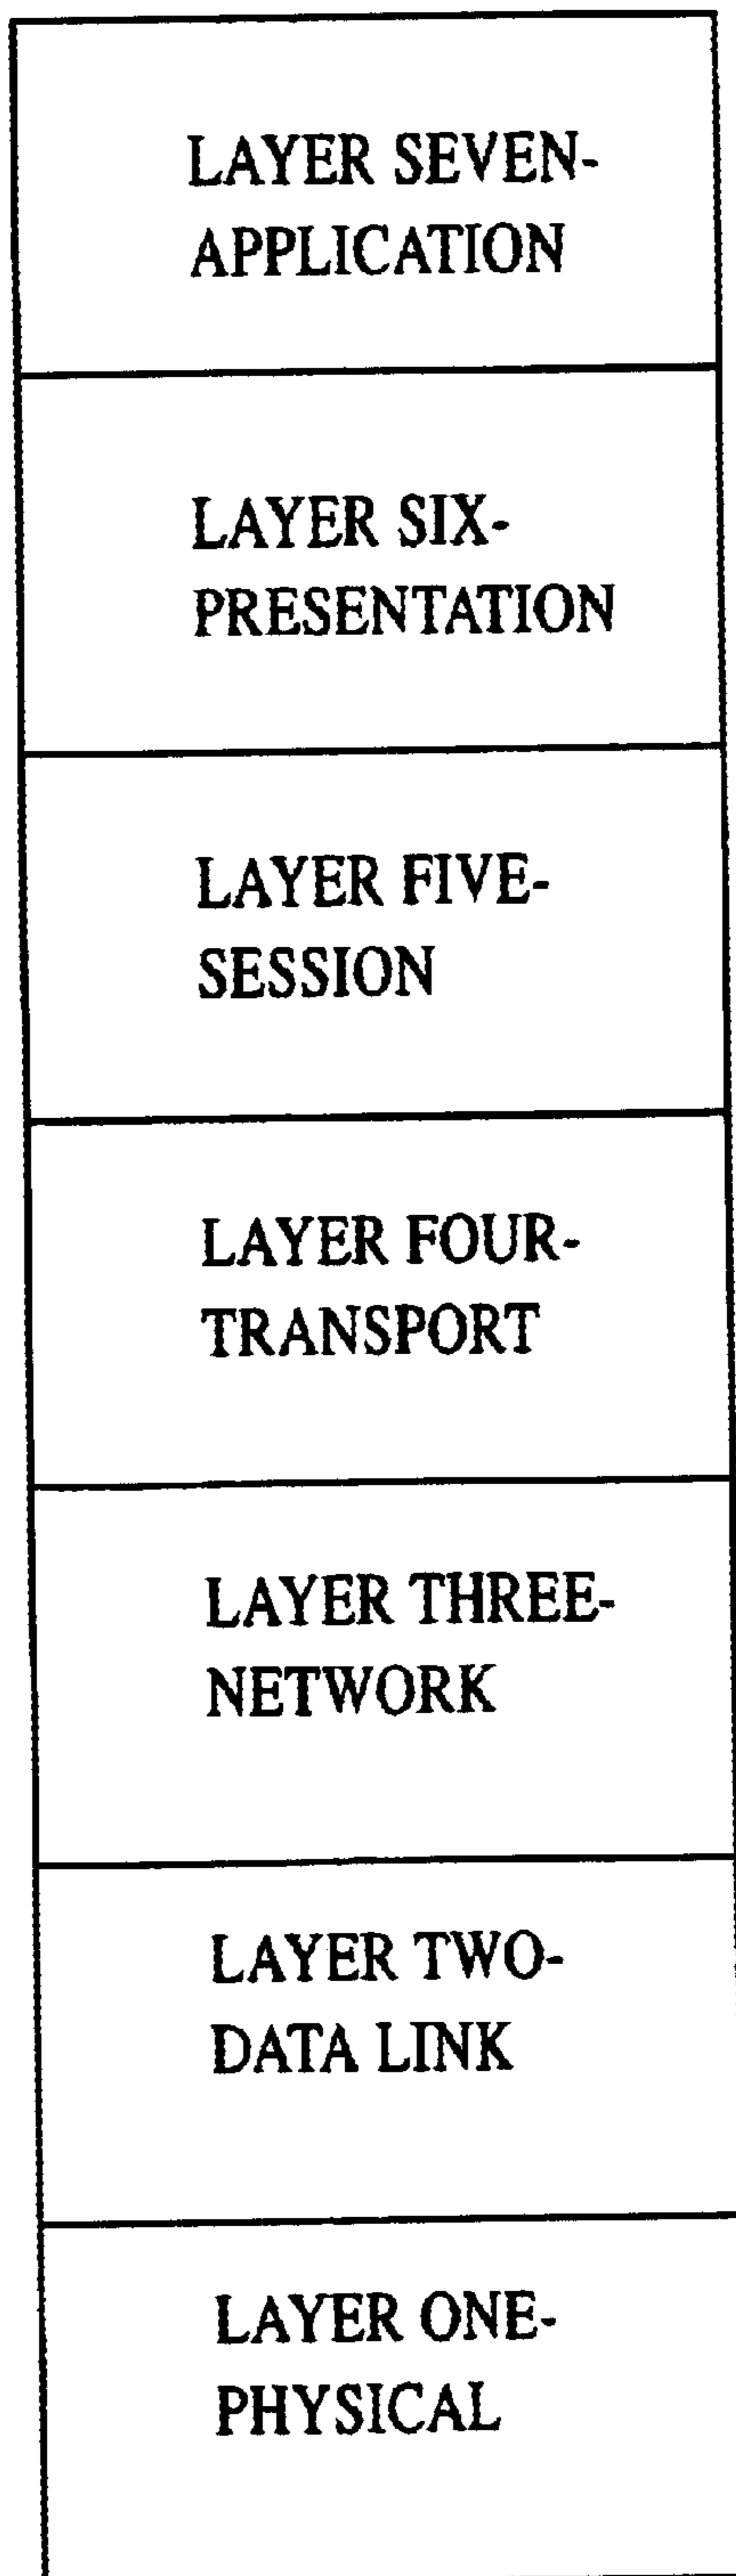 LAYER SEVEN-
APPLICATION
LAYER SIX-
PRESENTATION
LAYER FIVE-
SESSION
LAYER FOUR-
TRANSPORT
LAYER THREE-
NETWORK
LAYER TWO-
DATA LINK
LAYER ONE-
PHYSICAL